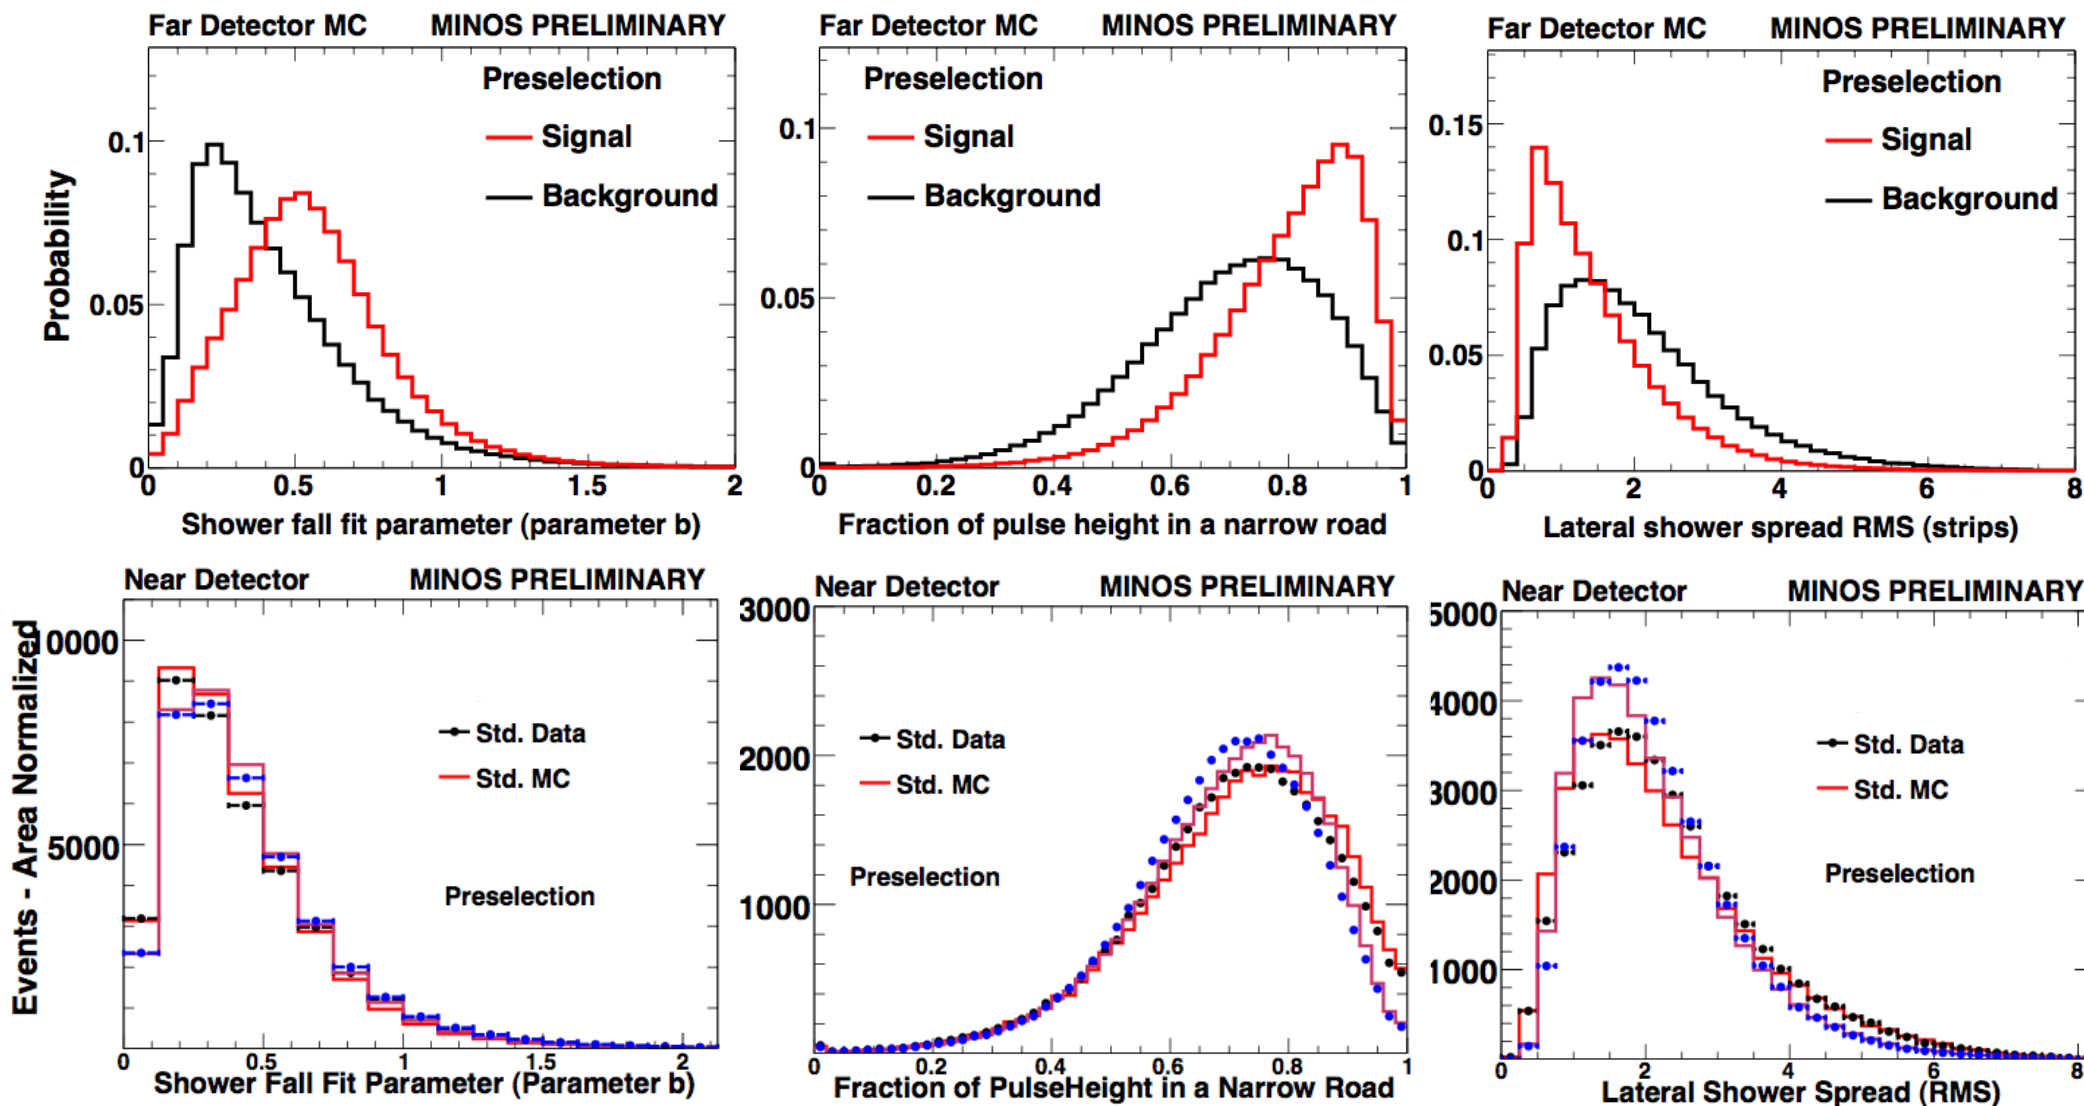 Far Detector MC MINOS PRELIMINARY
Preselection
Signal
Background
0.1
0.05
0
Probability
0 0.5 1 1.5 2
Shower fall fit parameter (parameter b)
Far Detector MC MINOS PRELIMINARY
Preselection
Signal
Background
0.1
0.05
0
0 0.2 0.4 0.6 0.8 1
Fraction of pulse height in a narrow road
Far Detector MC MINOS PRELIMINARY
Preselection
Signal
Background
0.15
0.1
0.05
0
0 2 4 6 8
Lateral shower spread RMS (strips)
Near Detector MINOS PRELIMINARY
10000
5000
Events - Area Normalized
Std. Data
Std. MC
Preselection
0 0.5 1 1.5 2
Shower Fall Fit Parameter (Parameter b)
Near Detector MINOS PRELIMINARY
3000
2000
1000
Std. Data
Std. MC
Preselection
0 0.2 0.4 0.6 0.8 1
Fraction of PulseHeight in a Narrow Road
Near Detector MINOS PRELIMINARY
5000
4000
3000
2000
1000
Std. Data
Std. MC
Preselection
0 2 4 6 8
Lateral Shower Spread (RMS)